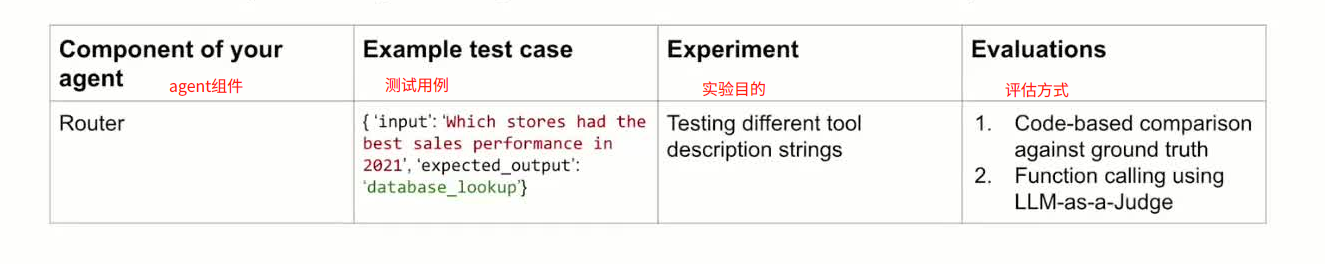 Component of your
agent
agent组件
Example test case
测试用例
Experiment
实验目的
Evaluations
评估方式
Router
{ ‘input’: ‘Which stores had the
best sales performance in
2021’, ‘expected_output’:
‘database_lookup’}
Testing different tool
description strings
1. Code-based comparison
against ground truth
2. Function calling using
LLM-as-a-Judge